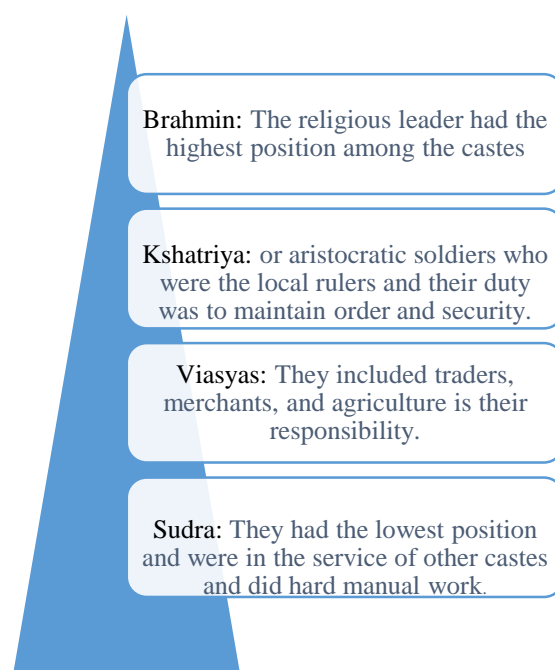 Brahmin: The religious leader had the
highest position among the castes
Kshatriya: or aristocratic soldiers who
were the local rulers and their duty
was to maintain order and security.
Viasyas: They included traders,
merchants, and agriculture is their
responsibility.
Sudra: They had the lowest position
and were in the service of other castes
and did hard manual work.